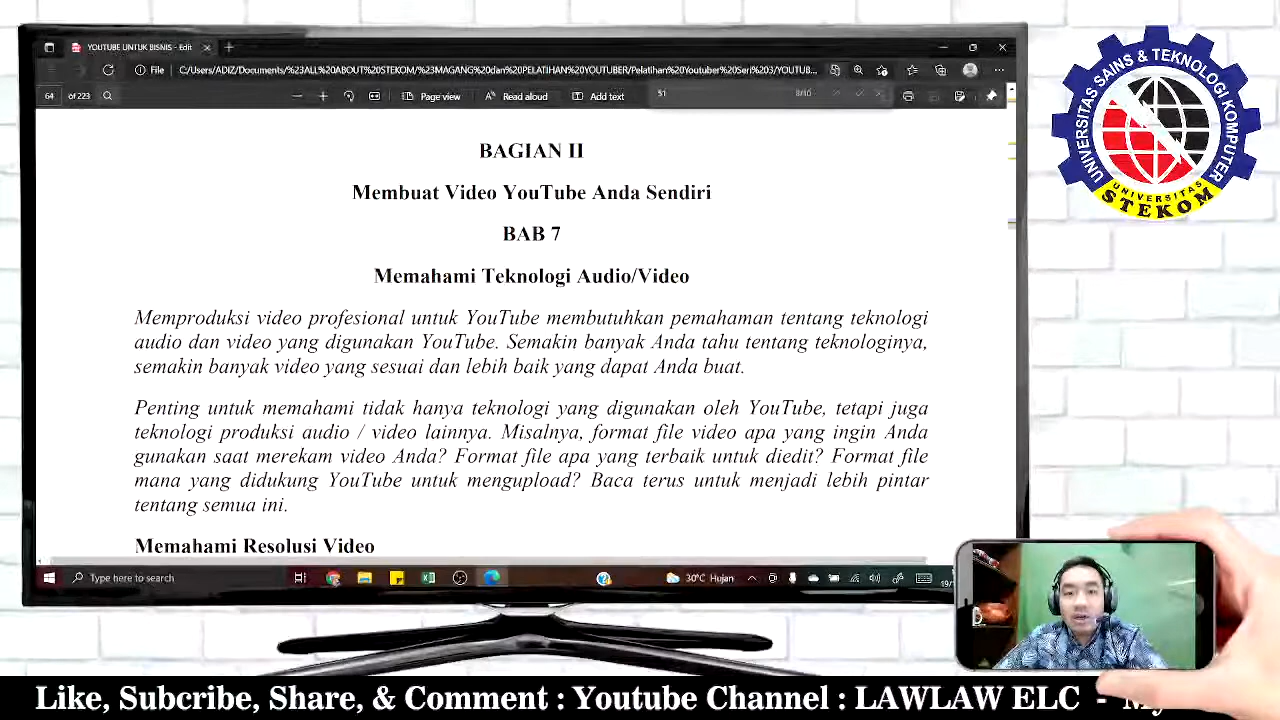 YOUTUBE UNTUK BISNIS - Edit
File
C:/Users/ADIZ/Documents/%23ALL%20ABOUT%20STEKOM/%23MAGANG%20dan%20PELATIHAN%20YOUTUBER/Pelatihan%20Youtuber%20Seri%203/YOUTUB...
64 of 223
Page view
Read aloud
Add text
51
8/10
BAGIAN II
Membuat Video YouTube Anda Sendiri
BAB 7
Memahami Teknologi Audio/Video
Memproduksi video profesional untuk YouTube membutuhkan pemahaman tentang teknologi
audio dan video yang digunakan YouTube. Semakin banyak Anda tahu tentang teknologinya,
semakin banyak video yang sesuai dan lebih baik yang dapat Anda buat.
Penting untuk memahami tidak hanya teknologi yang digunakan oleh YouTube, tetapi juga
teknologi produksi audio / video lainnya. Misalnya, format file video apa yang ingin Anda
gunakan saat merekam video Anda? Format file apa yang terbaik untuk diedit? Format file
mana yang didukung YouTube untuk mengupload? Baca terus untuk menjadi lebih pintar
tentang semua ini.
Memahami Resolusi Video
Type here to search
30°C Hujan
19/
UNIVERSITAS SAINS & TEKNOLOGI KOMPUTER
UNIVERSITAS
STEKOM
Like, Subcribe, Share, & Comment : Youtube Channel : LAWLAW ELC - My